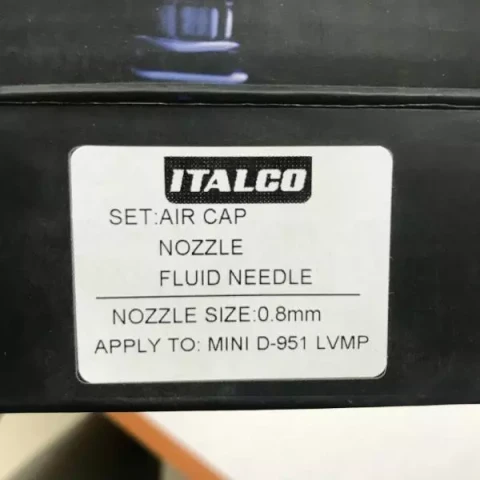 ITALCO
SET:AIR CAP
NOZZLE
FLUID NEEDLE
NOZZLE SIZE:0.8mm
APPLY TO: MINI D-951 LVMP